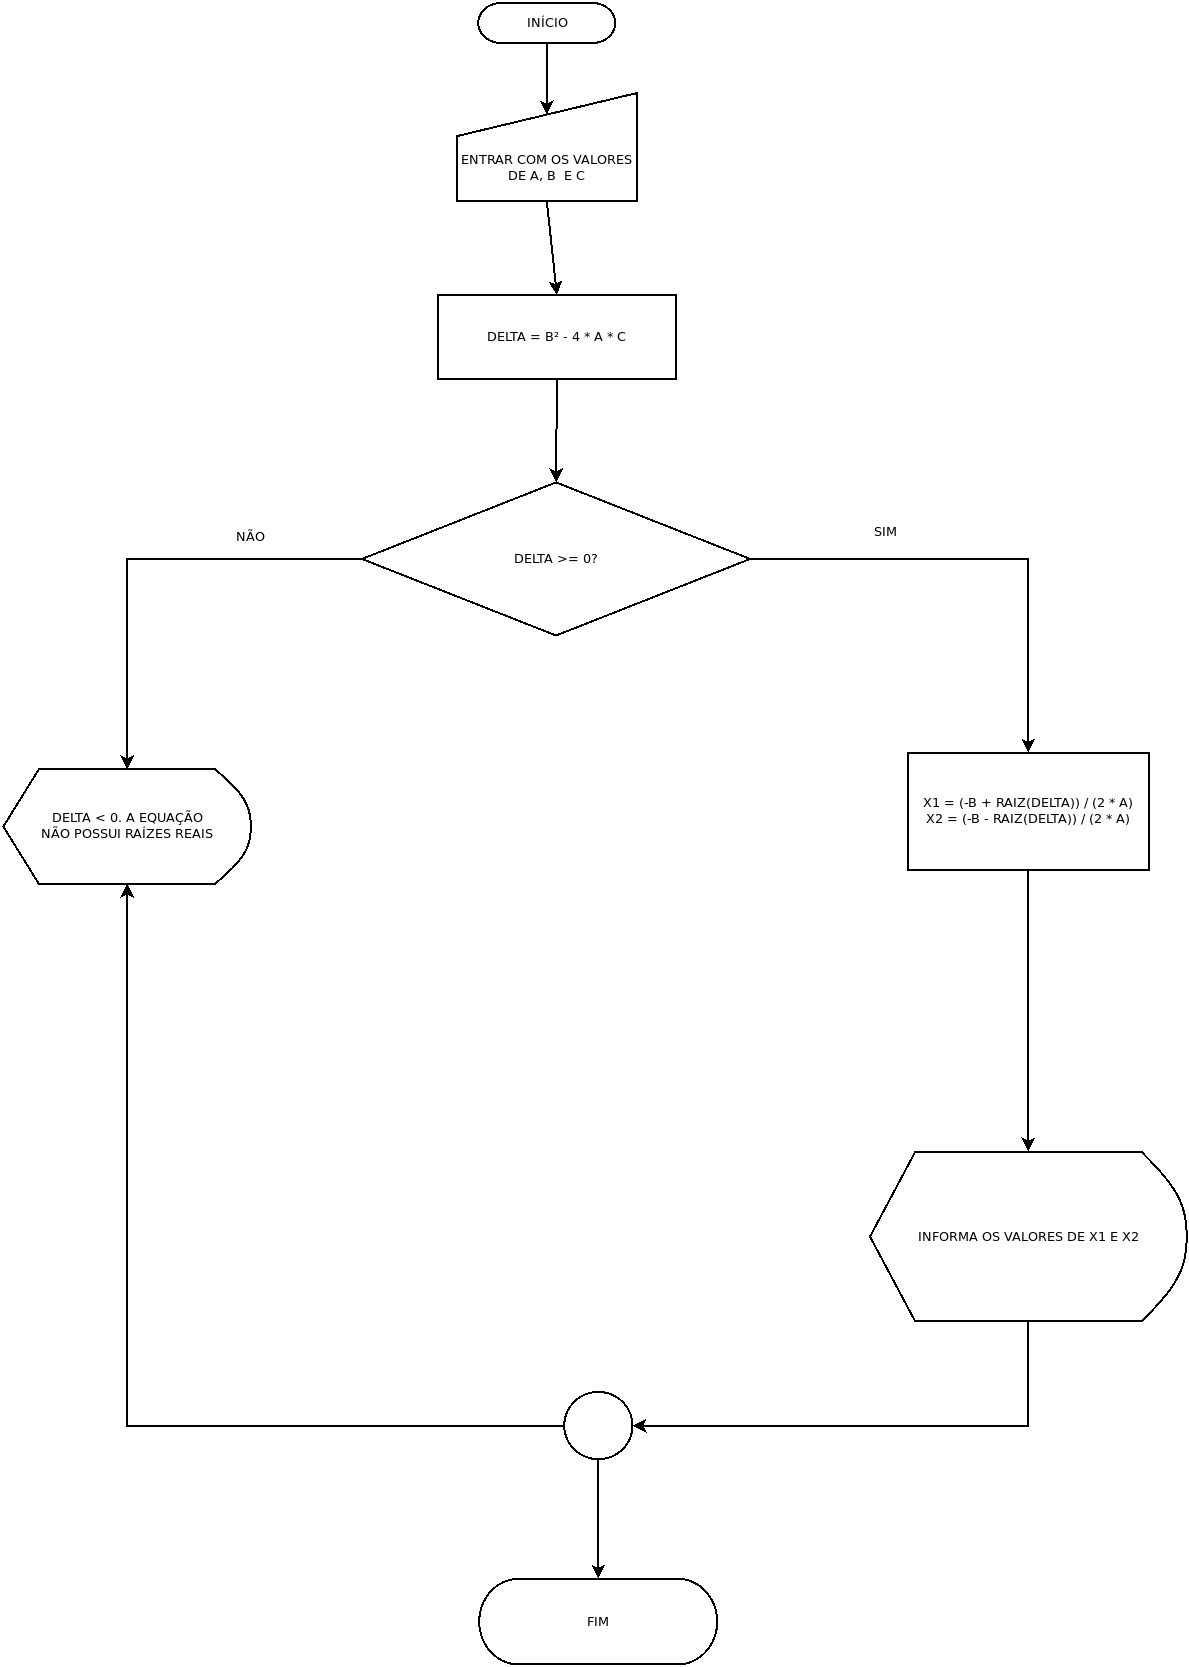 INÍCIO
ENTRAR COM OS VALORES
DE A, B  E C
DELTA = B² - 4 * A * C
DELTA >= 0?
NÃO
SIM
DELTA < 0. A EQUAÇÃO
NÃO POSSUI RAÍZES REAIS
X1 = (-B + RAIZ(DELTA)) / (2 * A)
X2 = (-B - RAIZ(DELTA)) / (2 * A)
INFORMA OS VALORES DE X1 E X2
FIM